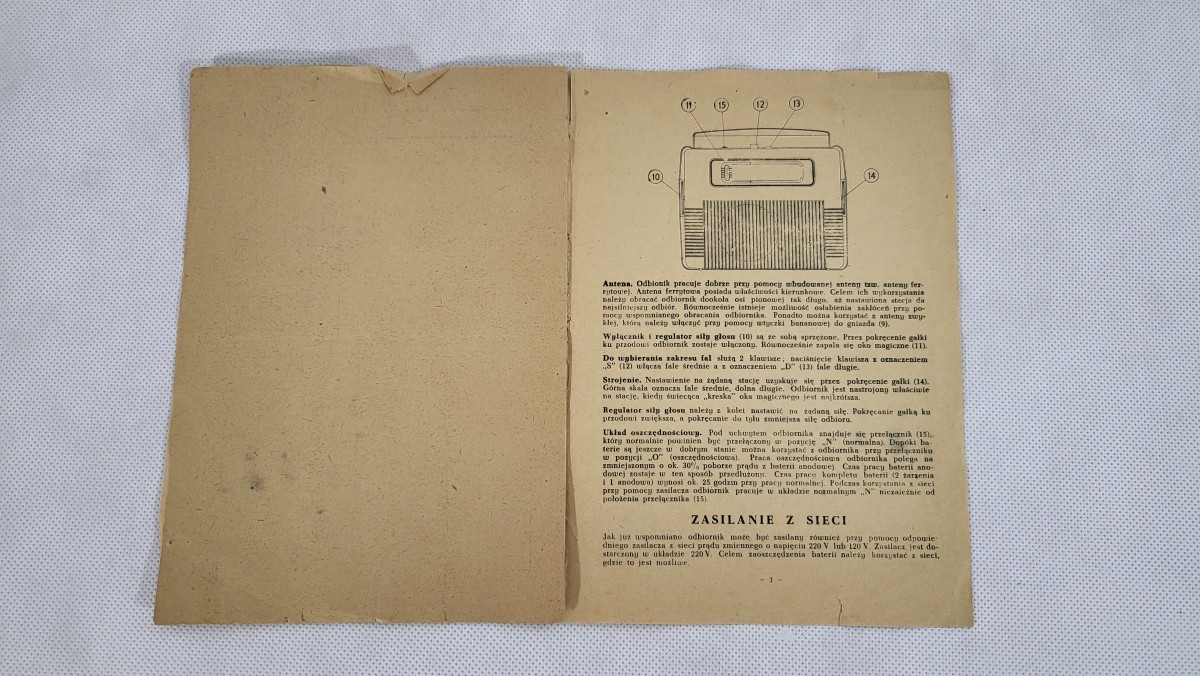 11 15 12 13
10 14
Antena. Odbionik pracuje dobrze przy pomocy wbudowanej anteny tzw. anteny fer-
rytowej. Antena ferrytowa posiada właściwości kierunkowe. Celem ich wykorzystania
należy obracać odbiornik dookoła osi pionowej tak długo, aż nastawiona stacja da
najsilniejszy odbiór. Równocześnie istnieje możliwość osłabienia zakłóceń przy po-
mocy wspomnianego obracania odbiornika. Ponadto można korzystać z anteny zwy-
kłej, którą należy włączyć przy pomocy wtyczki bananowej do gniazda (9).
Wyłącznik i regulator siły głosu (10) są ze sobą sprzężone. Przez pokręcenie gałki
ku przodowi odbiornik zostaje włączony. Równocześnie zapala się oko magiczne (11).
Do wybierania zakresu fal służą 2 klawisze; naciśnięcie klawisza z oznaczeniem
„S" (12) włącza fale średnie a z oznaczeniem „D" (13) fale długie.
Strojenie. Nastawienie na żądaną stację uzyskuje się przez pokręcenie gałki (14).
Górna skala oznacza fale średnie, dolna długie. Odbiornik jest nastrojony właściwie
na stację, kiedy świecąca „kreska" oka magicznego jest najkrótsza.
Regulator siły głosu należy z kolei nastawić na żądaną siłę. Pokręcanie gałką ku
przodowi zwiększa, a pokręcanie do tyłu zmniejsza siłę odbioru.
Układ oszczędnościowy. Pod uchwytem odbiornika znajduje się przełącznik (15),
który normalnie powinien być przełączony w pozycję „N" (normalna). Dopóki ba-
terie są jeszcze w dobrym stanie można korzystać z odbiornika przy przełączniku
w pozycji „O" (oszczędnościowa). Praca oszczędnościowa odbiornika polega na
zmniejszonym o ok. 30% poborze prądu z baterii anodowej. Czas pracy baterii ano-
dowej zostaje w ten sposób przedłużony. Czas pracy kompletu baterii (2 żarzenia
i 1 anodowa) wynosi ok. 25 godzin przy pracy normalnej. Podczas korzystania z sieci
przy pomocy zasilacza odbiornik pracuje w układzie normalnym „N" niezależnie od
położenia przełącznika (15).
ZASILANIE Z SIECI
Jak już wspomniano odbiornik może być zasilany również przy pomocy odpowie-
dniego zasilacza z sieci prądu zmiennego o napięciu 220 V lub 120 V. Zasilacz jest do-
starczony w układzie 220 V. Celem zaoszczędzenia baterii należy korzystać z sieci,
gdzie to jest możliwe.
- 3 -